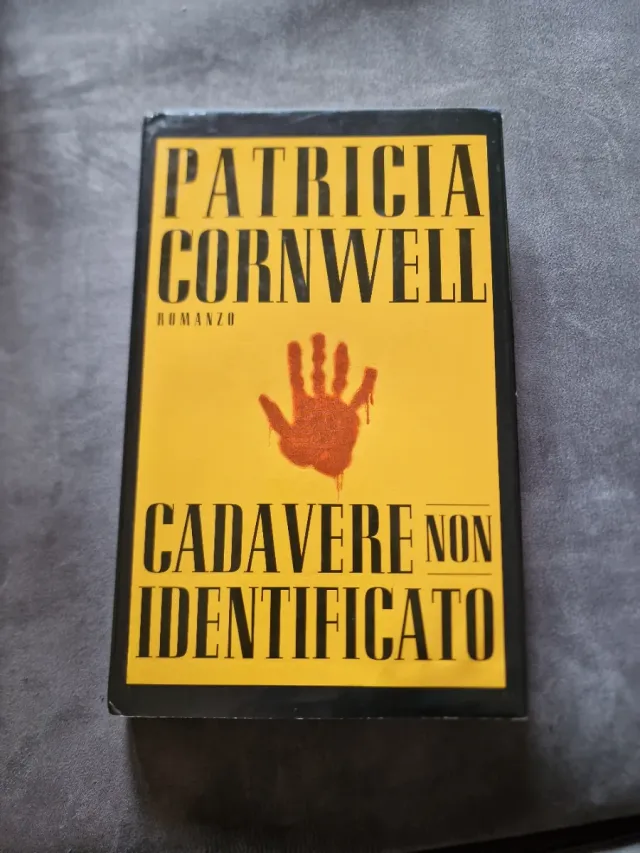 PATRICIA
CORNWELL
ROMANZO
CADAVERE NON
IDENTIFICATO